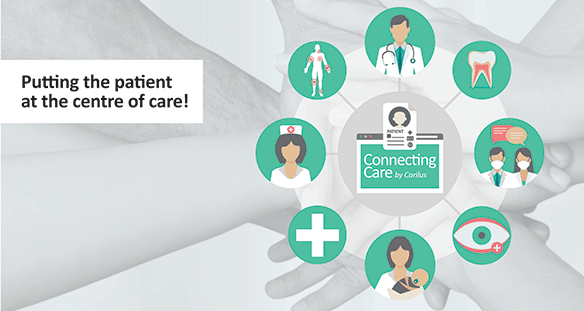 Putting the patient
at the centre of care!
PATIENT
Connecting
Care by Corilus